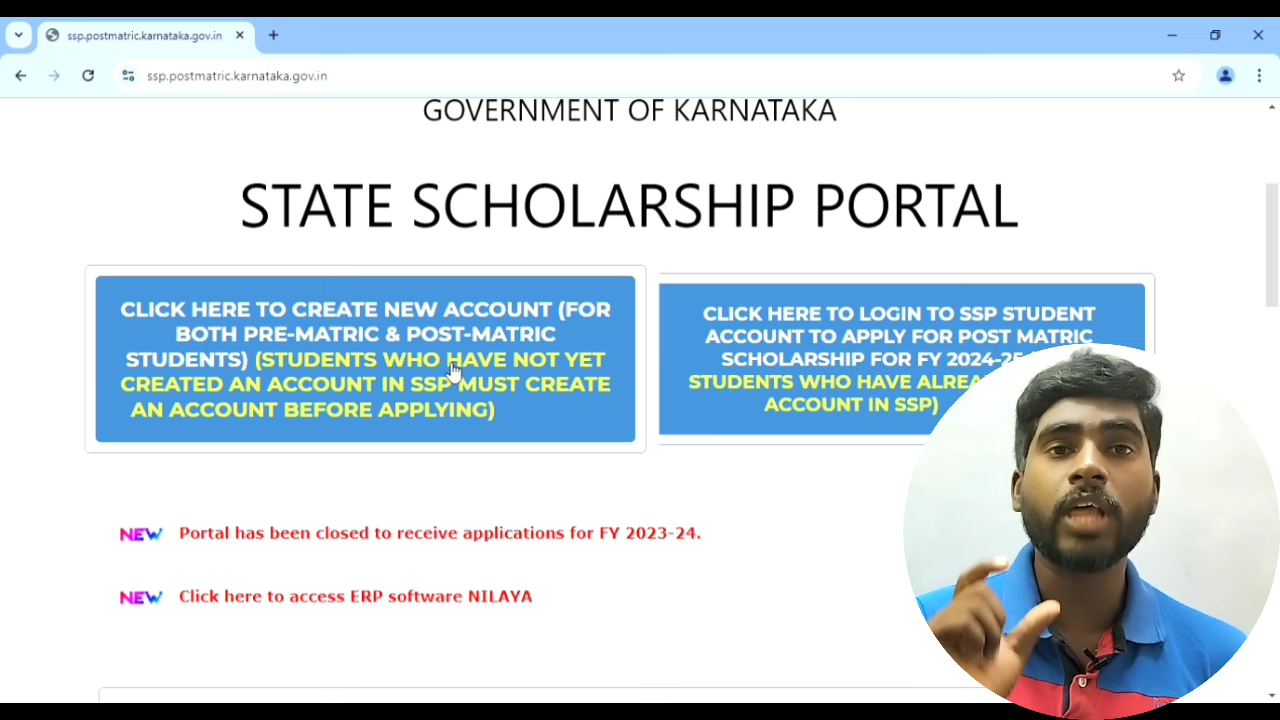 ssp.postmatric.karnataka.gov.in
ssp.postmatric.karnataka.gov.in
GOVERNMENT OF KARNATAKA
STATE SCHOLARSHIP PORTAL
CLICK HERE TO CREATE NEW ACCOUNT (FOR
BOTH PRE-MATRIC & POST-MATRIC
STUDENTS) (STUDENTS WHO HAVE NOT YET
CREATED AN ACCOUNT IN SSP MUST CREATE
AN ACCOUNT BEFORE APPLYING)
CLICK HERE TO LOGIN TO SSP STUDENT
ACCOUNT TO APPLY FOR POST MATRIC
SCHOLARSHIP FOR FY 2024-25
STUDENTS WHO HAVE
ACCOUNT IN SSP)
NEW Portal has been closed to receive applications for FY 2023-24.
NEW Click here to access ERP software NILAYA